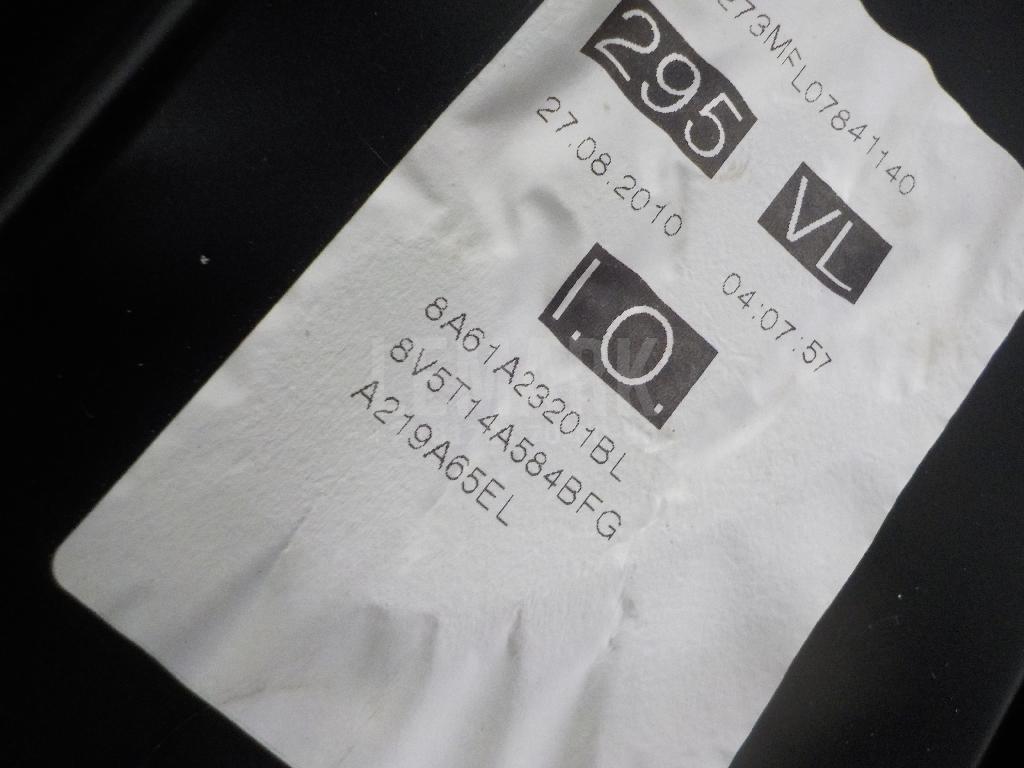 273MFL07841140
295
VL
27.08.2010
04:07:57
I.O.
8A61A23201BL
8V5T14A584BFG
A219A65EL